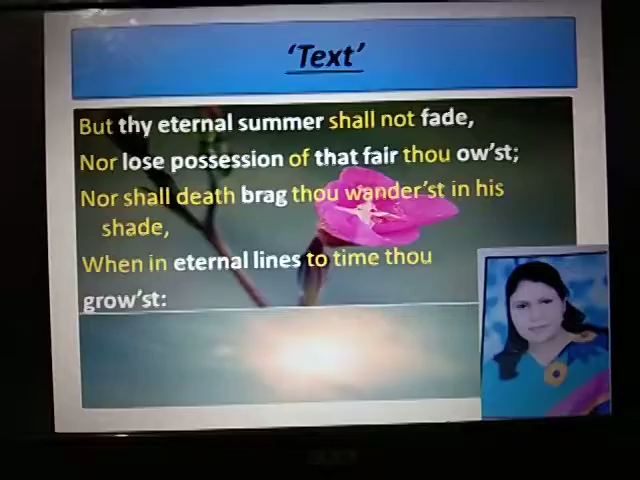 ‘Text’
But thy eternal summer shall not fade,
Nor lose possession of that fair thou ow’st;
Nor shall death brag thou wander’st in his
shade,
When in eternal lines to time thou
grow’st: